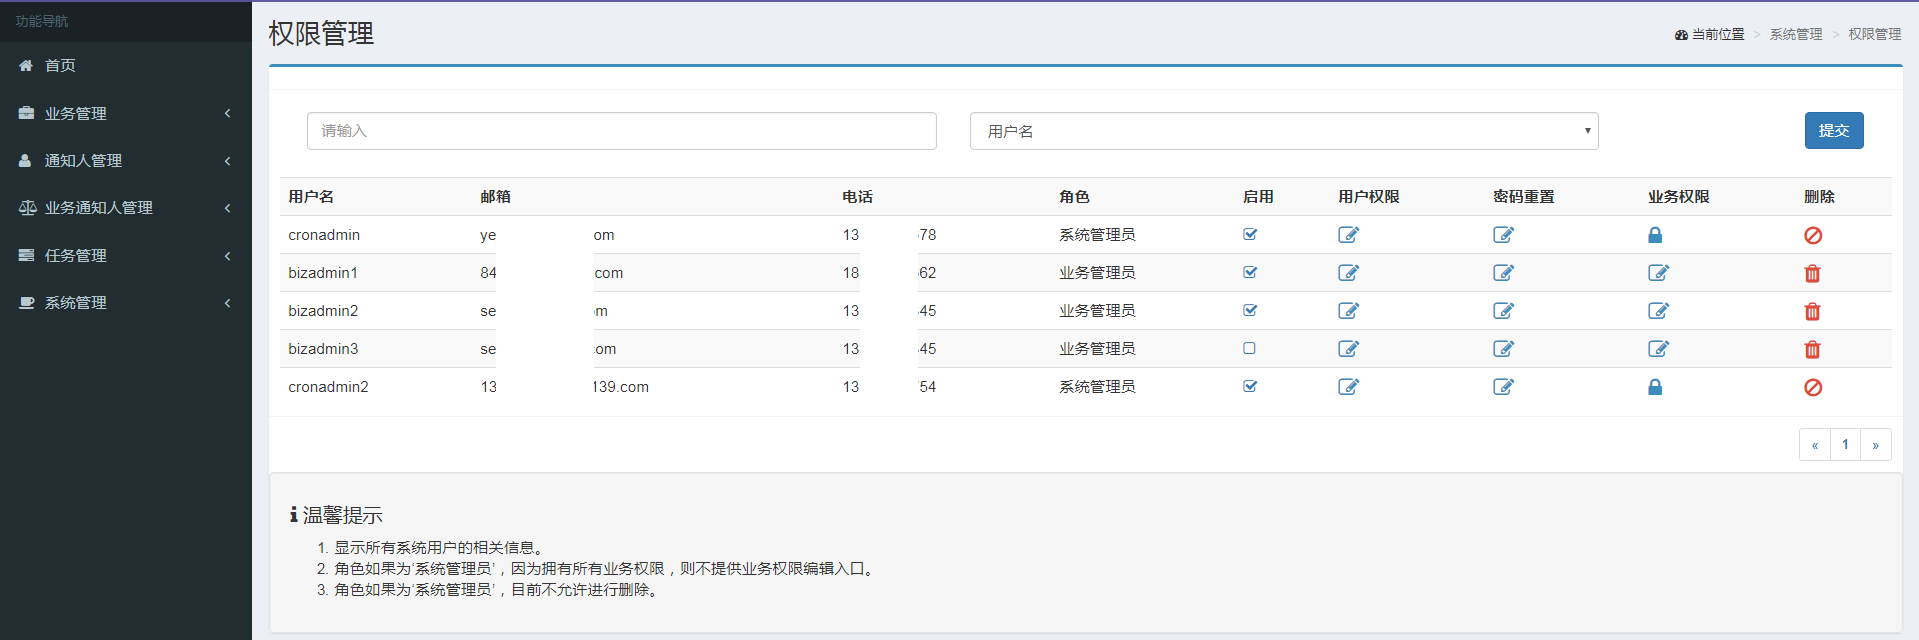 功能导航
首页
业务管理
通知人管理
业务通知人管理
任务管理
系统管理
权限管理
当前位置 > 系统管理 > 权限管理
请输入 用户名 提交
用户名 邮箱 电话 角色 启用 用户权限 密码重置 业务权限 删除
cronadmin ye om 13 78 系统管理员
bizadmin1 84 .com 18 62 业务管理员
bizadmin2 se m 13 45 业务管理员
bizadmin3 se om 13 45 业务管理员
cronadmin2 13 139.com 13 54 系统管理员
« 1 »
温馨提示
1. 显示所有系统用户的相关信息。
2. 角色如果为‘系统管理员’，因为拥有所有业务权限，则不提供业务权限编辑入口。
3. 角色如果为‘系统管理员’，目前不允许进行删除。